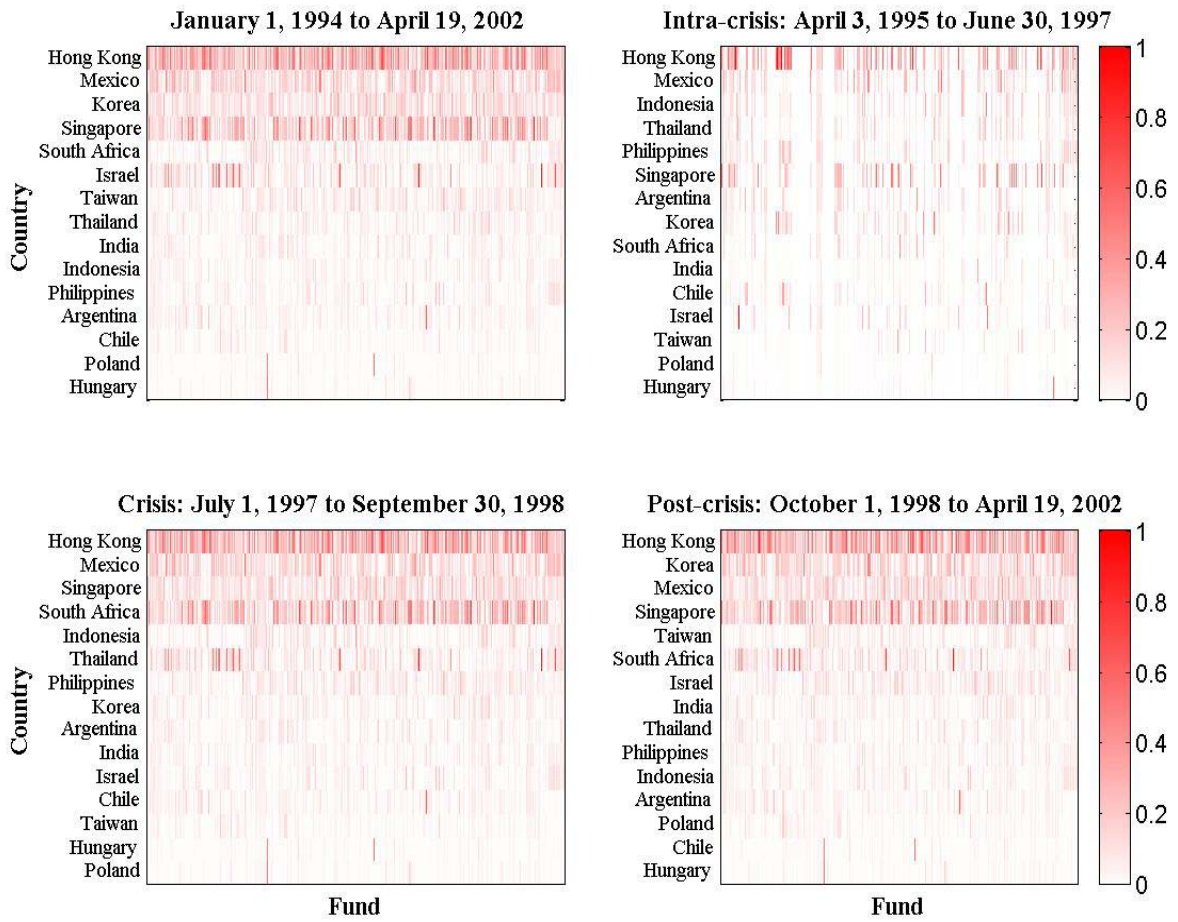 January 1, 1994 to April 19, 2002
Hong Kong
Mexico
Korea
Singapore
South Africa
Israel
Taiwan
Thailand
India
Indonesia
Philippines
Argentina
Chile
Poland
Hungary
Country
Intra-crisis: April 3, 1995 to June 30, 1997
Hong Kong
Mexico
Indonesia
Thailand
Philippines
Singapore
Argentina
Korea
South Africa
India
Chile
Israel
Taiwan
Poland
Hungary
1
0.8
0.6
0.4
0.2
0
Crisis: July 1, 1997 to September 30, 1998
Hong Kong
Mexico
Singapore
South Africa
Indonesia
Thailand
Philippines
Korea
Argentina
India
Israel
Chile
Taiwan
Hungary
Poland
Country
Fund
Post-crisis: October 1, 1998 to April 19, 2002
Hong Kong
Korea
Mexico
Singapore
Taiwan
South Africa
Israel
India
Thailand
Philippines
Indonesia
Argentina
Poland
Chile
Hungary
Fund
1
0.8
0.6
0.4
0.2
0